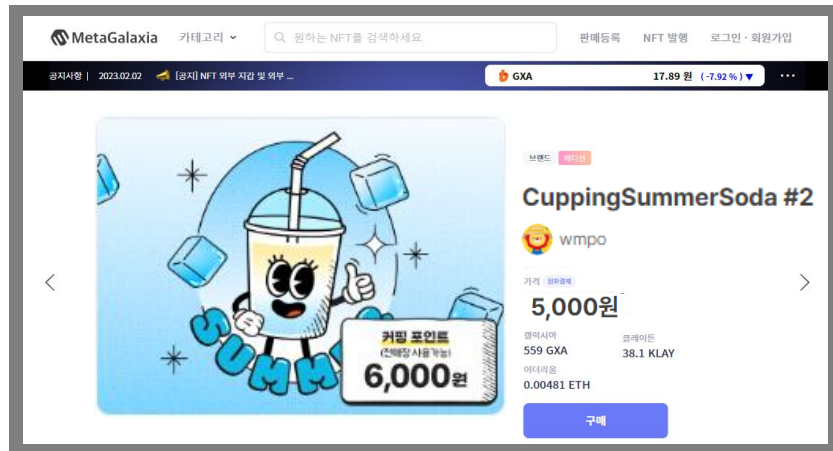 MetaGalaxia 카테고리 원하는 NFT를 검색하세요. 판매등록 NFT 발행 로그인 · 회원가입
공지사항 | 2023.02.02 [공지] NFT 외부 지갑 및 외부 ... GXA 17.89 원 ( -7.92 % ) ▼ ...
브랜드 에디션
CuppingSummerSoda #2
wmpo
가격 원화결제
5,000원
갤럭시아 클레이튼
559 GXA 38.1 KLAY
이더리움
0.00481 ETH
구매
SUMMER
커핑 포인트
(전매장 사용가능)
6,000원